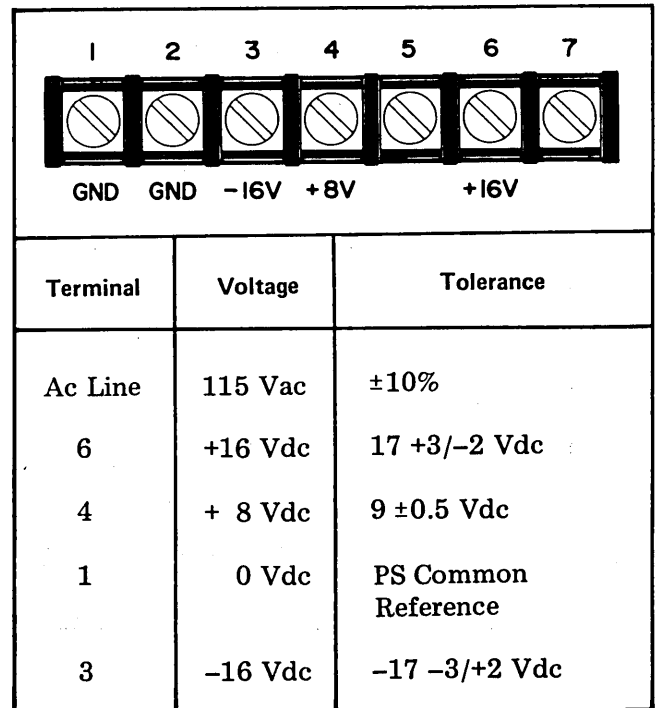 1 2 3 4 5 6 7
GND GND -16V +8V +16V
Terminal Voltage Tolerance
Ac Line 115 Vac ±10%
6 +16 Vdc 17 +3/–2 Vdc
4 + 8 Vdc 9 ±0.5 Vdc
1 0 Vdc PS Common
Reference
3 –16 Vdc –17 –3/+2 Vdc